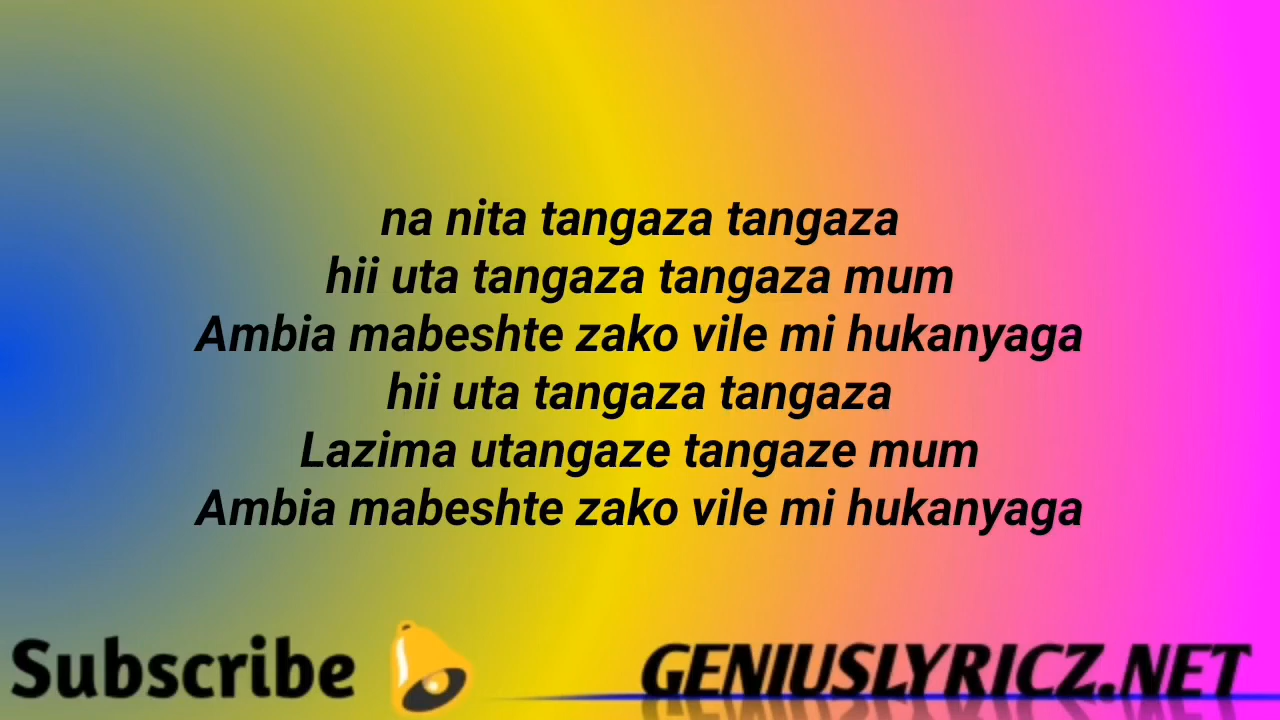 na nita tangaza tangaza
hii uta tangaza tangaza mum
Ambia mabeshte zako vile mi hukanyaga
hii uta tangaza tangaza
Lazima utangaze tangaze mum
Ambia mabeshte zako vile mi hukanyaga
Subscribe
GENIUSLYRICZ.NET